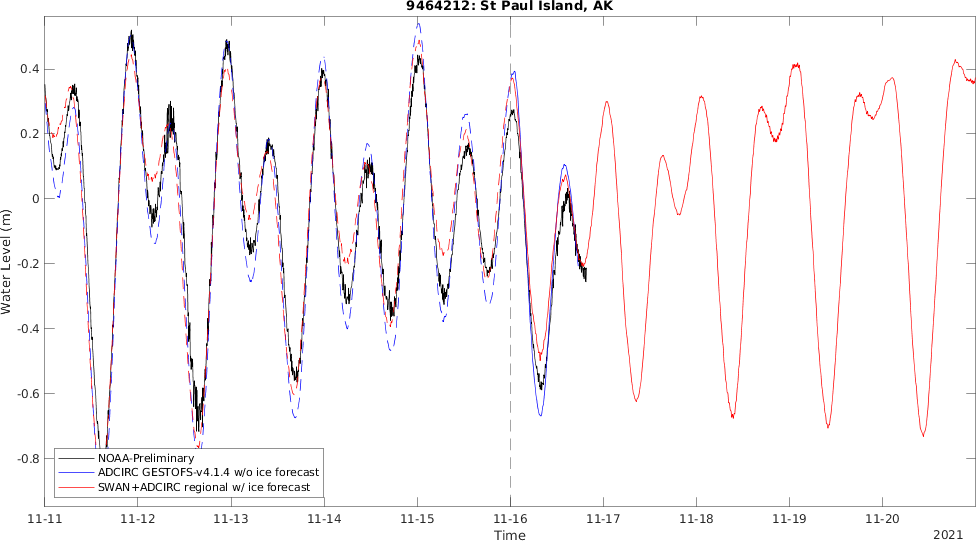 9464212: St Paul Island, AK
Water Level (m)
0.4
0.2
0
-0.2
-0.4
-0.6
-0.8
NOAA-Preliminary
ADCIRC GESTOFS-v4.1.4 w/o ice forecast
SWAN+ADCIRC regional w/ ice forecast
11-11 11-12 11-13 11-14 11-15 11-16 11-17 11-18 11-19 11-20
Time
2021